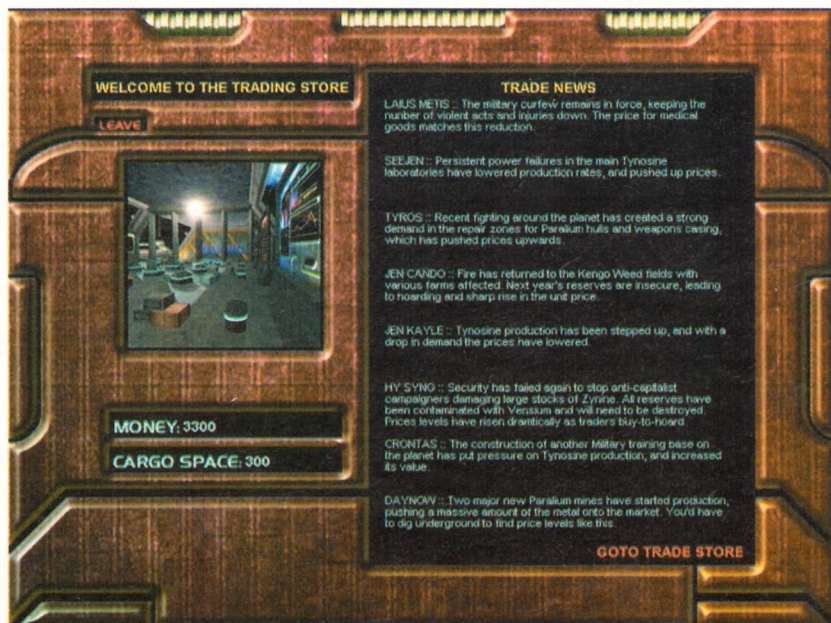 WELCOME TO THE TRADING STORE
LEAVE
MONEY: 3300
CARGO SPACE: 300
TRADE NEWS
LAIUS METIS :: The military curfew remains in force, keeping the
number of violent acts and injuries down. The price for medical
goods matches this reduction.
SEEJEN :: Persistent power failures in the main Tynosine
laboratories have lowered production rates, and pushed up prices.
TYROS :: Recent fighting around the planet has created a strong
demand in the repair zones for Paralium hulls and weapons casing,
which has pushed prices upwards.
JEN CANDO :: Fire has returned to the Kengo Weed fields with
various farms affected. Next year's reserves are insecure, leading
to hoarding and sharp rise in the unit price.
JEN KAYLE :: Tynosine production has been stepped up, and with a
drop in demand the prices have lowered.
HY SYNG :: Security has failed again to stop anti-capitalist
campaigners damaging large stocks of Zynine. All reserves have
been contaminated with Vensium and will need to be destroyed.
Prices levels have risen dramtically as traders buy-to-hoard.
CRONTAS :: The construction of another Military training base on
the planet has put pressure on Tynosine production, and increased
its value.
DAYNOW :: Two major new Paralium mines have started production,
pushing a massive amount of the metal onto the market. You'd have
to dig underground to find price levels like this.
GOTO TRADE STORE